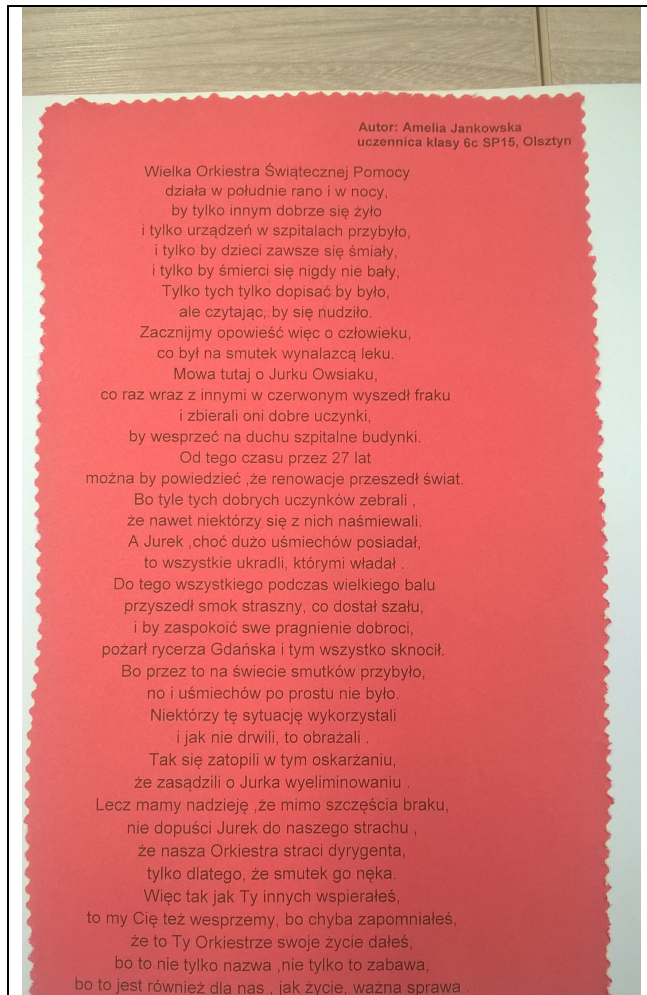 Autor: Amelia Jankowska
uczennica klasy 6c SP15, Olsztyn
Wielka Orkiestra Świątecznej Pomocy
działa w południe rano i w nocy,
by tylko innym dobrze się żyło
i tylko urządzeń w szpitalach przybyło,
i tylko by dzieci zawsze się śmiały,
i tylko by śmierci się nigdy nie bały,
Tylko tych tylko dopisać by było,
ale czytając, by się nudziło.
Zacznijmy opowieść więc o człowieku,
co był na smutek wynalazcą leku.
Mowa tutaj o Jurku Owsiaku,
co raz wraz z innymi w czerwonym wyszedł fraku
i zbierali oni dobre uczynki,
by wesprzeć na duchu szpitalne budynki.
Od tego czasu przez 27 lat
można by powiedzieć ,że renowacje przeszedł świat.
Bo tyle tych dobrych uczynków zebrali ,
że nawet niektórzy się z nich naśmiewali.
A Jurek ,choć dużo uśmiechów posiadał,
to wszystkie ukradli, którymi władał .
Do tego wszystkiego podczas wielkiego balu
przyszedł smok straszny, co dostał szału,
i by zaspokoić swe pragnienie dobroci,
pożarł rycerza Gdańska i tym wszystko sknocił.
Bo przez to na świecie smutków przybyło,
no i uśmiechów po prostu nie było.
Niektórzy tę sytuację wykorzystali
i jak nie drwili, to obrażali .
Tak się zatopili w tym oskarżaniu,
że zasądzili o Jurka wyeliminowaniu .
Lecz mamy nadzieję ,że mimo szczęścia braku,
nie dopuści Jurek do naszego strachu ,
że nasza Orkiestra straci dyrygenta,
tylko dlatego, że smutek go nęka.
Więc tak jak Ty innych wspierałeś,
to my Cię też wesprzemy, bo chyba zapomniałeś,
że to Ty Orkiestrze swoje życie dałeś,
bo to nie tylko nazwa ,nie tylko to zabawa,
bo to jest również dla nas , jak życie, ważna sprawa .